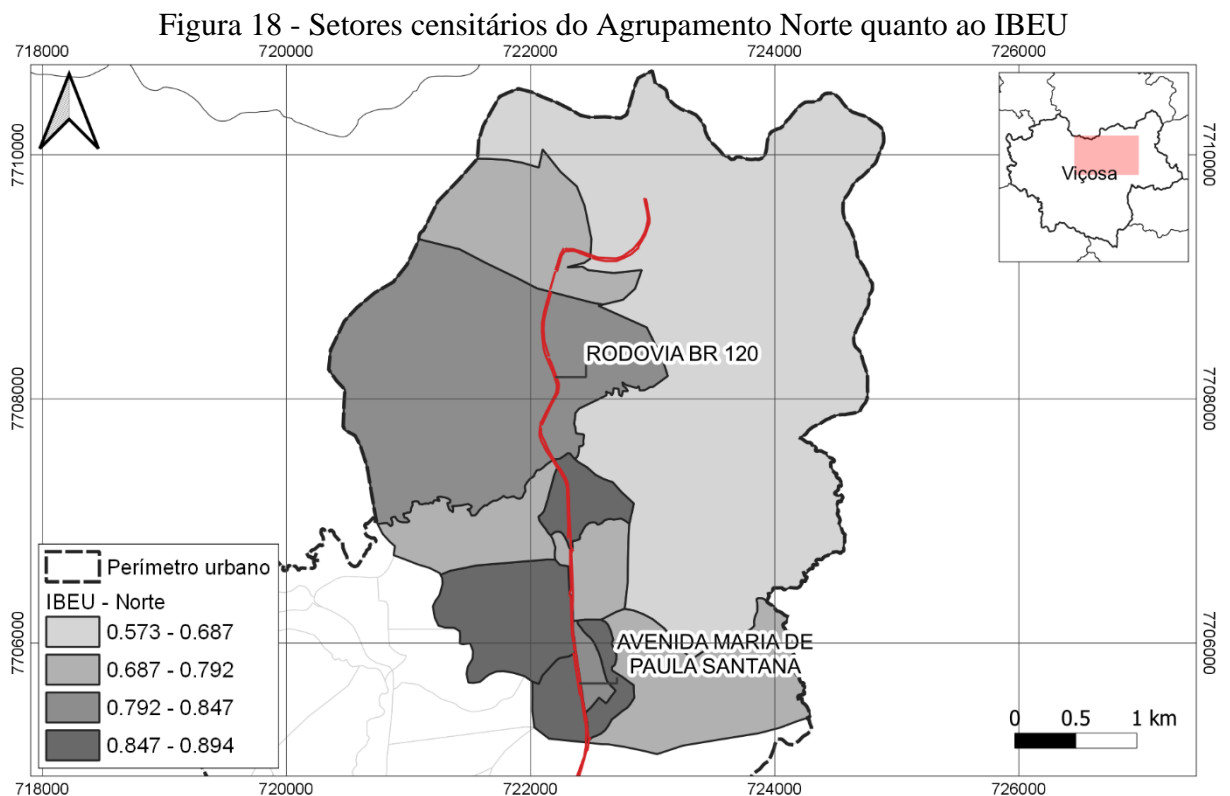 Figura 18 - Setores censitários do Agrupamento Norte quanto ao IBEU
718000 720000 722000 724000 726000
7710000 7710000
Viçosa
RODOVIA BR 120
7708000 7708000
Perímetro urbano
IBEU - Norte
0.573 - 0.687
0.687 - 0.792
0.792 - 0.847
0.847 - 0.894
7706000 7706000
AVENIDA MARIA DE
PAULA SANTANA
0 0.5 1 km
718000 720000 722000 724000 726000